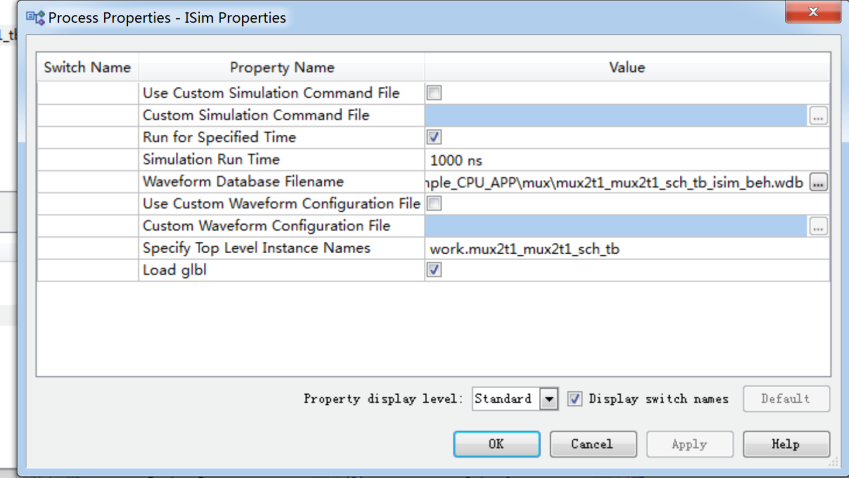 Process Properties - ISim Properties
Switch Name Property Name Value
Use Custom Simulation Command File
Custom Simulation Command File ...
Run for Specified Time
Simulation Run Time 1000 ns
Waveform Database Filename mple_CPU_APP\mux\mux2t1_mux2t1_sch_tb_isim_beh.wdb ...
Use Custom Waveform Configuration File
Custom Waveform Configuration File ...
Specify Top Level Instance Names work.mux2t1_mux2t1_sch_tb
Load glbl
Property display level: Standard Display switch names Default
OK Cancel Apply Help